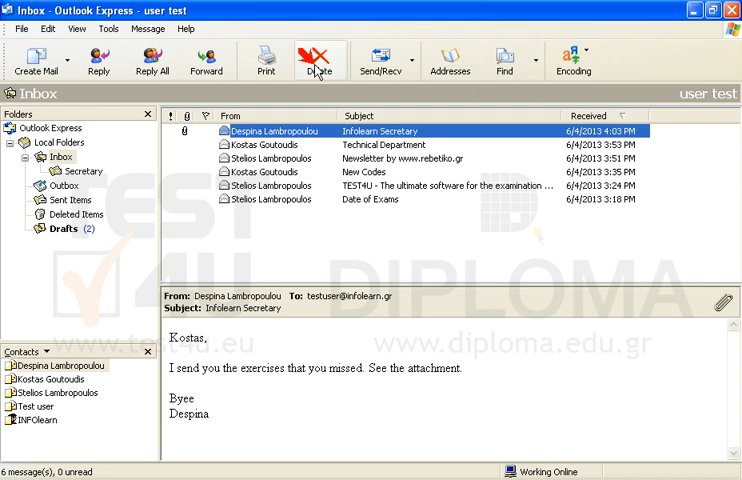 Inbox - Outlook Express - user test
File Edit View Tools Message Help
Create Mail Reply Reply All Forward Print Delete Send/Recv Addresses Find Encoding
Inbox user test
Folders
Outlook Express
Local Folders
Inbox
Secretary
Outbox
Sent Items
Deleted Items
Drafts (2)
! From Subject Received
Despina Lambropoulou Infolearn Secretary 6/4/2013 4:03 PM
Kostas Goutoudis Technical Department 6/4/2013 3:53 PM
Stelios Lambropoulos Newsletter by www.rebetiko.gr 6/4/2013 3:51 PM
Kostas Goutoudis New Codes 6/4/2013 3:35 PM
Stelios Lambropoulos TEST4U - The ultimate software for the examination ... 6/4/2013 3:24 PM
Stelios Lambropoulos Date of Exams 6/4/2013 3:18 PM
TEST 4U DIPLOMA
www.test4u.eu www.diploma.edu.gr
From: Despina Lambropoulou To: testuser@infolearn.gr
Subject: Infolearn Secretary
Kostas,
I send you the exercises that you missed. See the attachment.
Byee
Despina
Contacts
Despina Lambropoulou
Kostas Goutoudis
Stelios Lambropoulos
Test user
INFOlearn
6 message(s), 0 unread Working Online